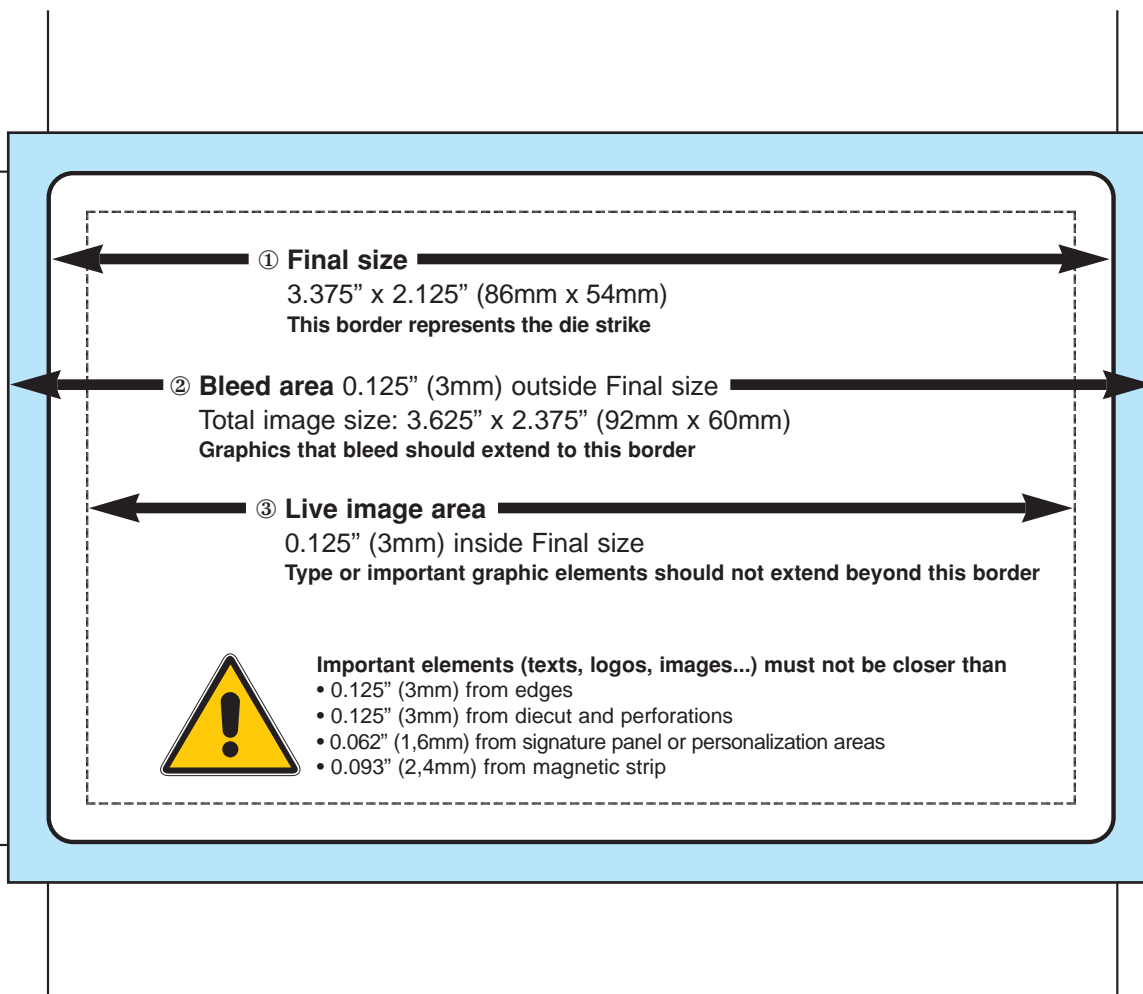 ① Final size
3.375” x 2.125” (86mm x 54mm)
This border represents the die strike
② Bleed area 0.125” (3mm) outside Final size
Total image size: 3.625” x 2.375” (92mm x 60mm)
Graphics that bleed should extend to this border
③ Live image area
0.125” (3mm) inside Final size
Type or important graphic elements should not extend beyond this border
Important elements (texts, logos, images...) must not be closer than
• 0.125” (3mm) from edges
• 0.125” (3mm) from diecut and perforations
• 0.062” (1,6mm) from signature panel or personalization areas
• 0.093” (2,4mm) from magnetic strip